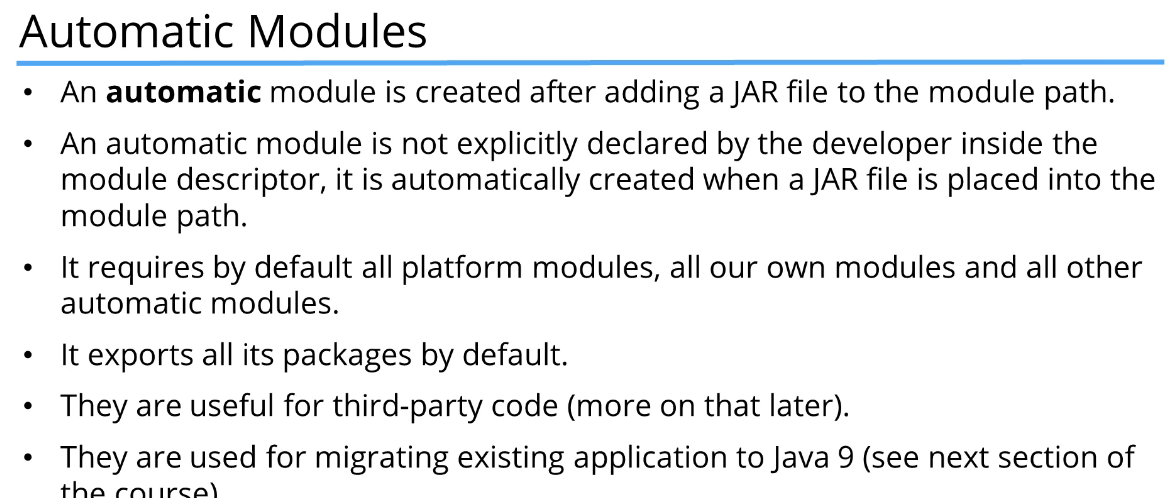 Automatic Modules
• An automatic module is created after adding a JAR file to the module path.
• An automatic module is not explicitly declared by the developer inside the
module descriptor, it is automatically created when a JAR file is placed into the
module path.
• It requires by default all platform modules, all our own modules and all other
automatic modules.
• It exports all its packages by default.
• They are useful for third-party code (more on that later).
• They are used for migrating existing application to Java 9 (see next section of
the course)